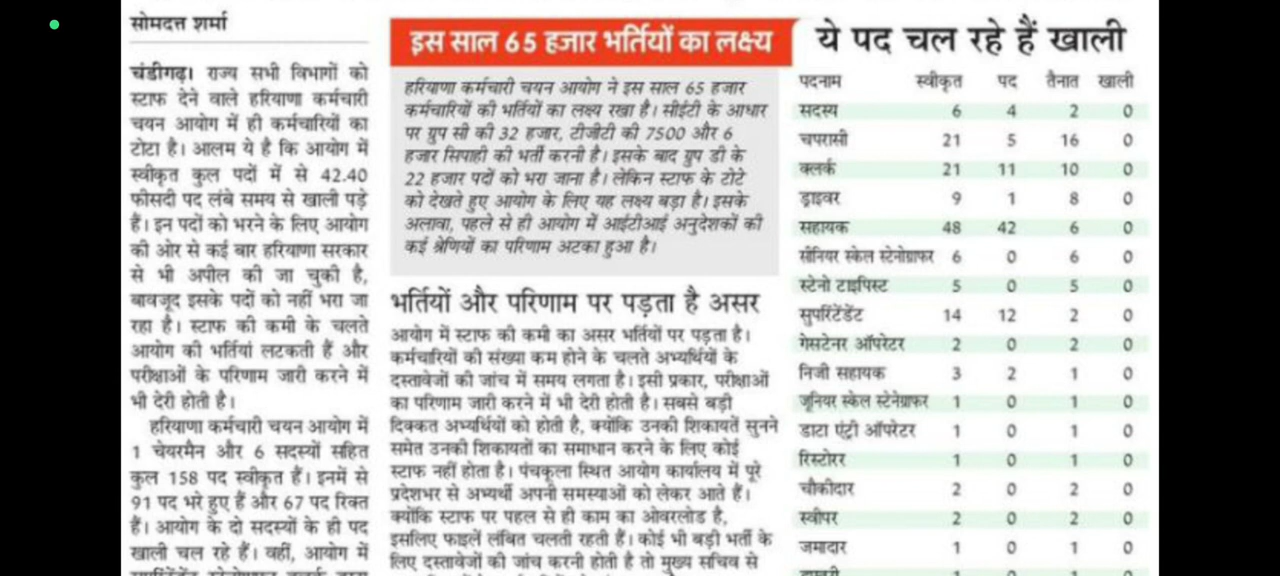 सोमदत्त शर्मा
चंडीगढ़। राज्य सभी विभागों को
स्टाफ देने वाले हरियाणा कर्मचारी
चयन आयोग में ही कर्मचारियों का
टोटा है। आलम ये है कि आयोग में
स्वीकृत कुल पदों में से 42.40
फीसदी पद लंबे समय से खाली पड़े
हैं। इन पदों को भरने के लिए आयोग
की ओर से कई बार हरियाणा सरकार
से भी अपील की जा चुकी है,
बावजूद इसके पदों को नहीं भरा जा
रहा है। स्टाफ की कमी के चलते
आयोग की भर्तियां लटकती हैं और
परीक्षाओं के परिणाम जारी करने में
भी देरी होती है।
हरियाणा कर्मचारी चयन आयोग में
1 चेयरमैन और 6 सदस्यों सहित
कुल 158 पद स्वीकृत हैं। इनमें से
91 पद भरे हुए हैं और 67 पद रिक्त
हैं। आयोग के दो सदस्यों के ही पद
खाली चल रहे हैं। वहीं, आयोग में
इस साल 65 हजार भर्तियों का लक्ष्य
हरियाणा कर्मचारी चयन आयोग ने इस साल 65 हजार
कर्मचारियों की भर्तियों का लक्ष्य रखा है। सीईटी के आधार
पर ग्रुप सी की 32 हजार, टीजीटी की 7500 और 6
हजार सिपाही की भर्ती करनी है। इसके बाद ग्रुप डी के
22 हजार पदों को भरा जाना है। लेकिन स्टाफ के टोटे
को देखते हुए आयोग के लिए यह लक्ष्य बड़ा है। इसके
अलावा, पहले से ही आयोग में आईटीआई अनुदेशकों की
कई श्रेणियों का परिणाम अटका हुआ है।
भर्तियों और परिणाम पर पड़ता है असर
आयोग में स्टाफ की कमी का असर भर्तियों पर पड़ता है।
कर्मचारियों की संख्या कम होने के चलते अभ्यर्थियों के
दस्तावेजों की जांच में समय लगता है। इसी प्रकार, परीक्षाओं
का परिणाम जारी करने में भी देरी होती है। सबसे बड़ी
दिक्कत अभ्यर्थियों को होती है, क्योंकि उनकी शिकायतें सुनने
समेत उनकी शिकायतों का समाधान करने के लिए कोई
स्टाफ नहीं होता है। पंचकूला स्थित आयोग कार्यालय में पूरे
प्रदेशभर से अभ्यर्थी अपनी समस्याओं को लेकर आते हैं।
क्योंकि स्टाफ पर पहल से ही काम का ओवरलोड है,
इसलिए फाइलें लंबित चलती रहती हैं। कोई भी बड़ी भर्ती के
लिए दस्तावेजों की जांच करनी होती है तो मुख्य सचिव से
ये पद चल रहे हैं खाली
पदनाम स्वीकृत पद तैनात खाली
सदस्य 6 4 2 0
चपरासी 21 5 16 0
क्लर्क 21 11 10 0
ड्राइवर 9 1 8 0
सहायक 48 42 6 0
सीनियर स्केल स्टेनोग्राफर 6 0 6 0
स्टेनो टाइपिस्ट 5 0 5 0
सुपरिंटेंडेंट 14 12 2 0
गेसटेनर ऑपरेटर 2 0 2 0
निजी सहायक 3 2 1 0
जूनियर स्केल स्टेनेग्राफर 1 0 1 0
डाटा एंट्री ऑपरेटर 1 0 1 0
रिस्टोरर 1 0 1 0
चौकीदार 2 0 2 0
स्वीपर 2 0 2 0
जमादार 1 0 1 0